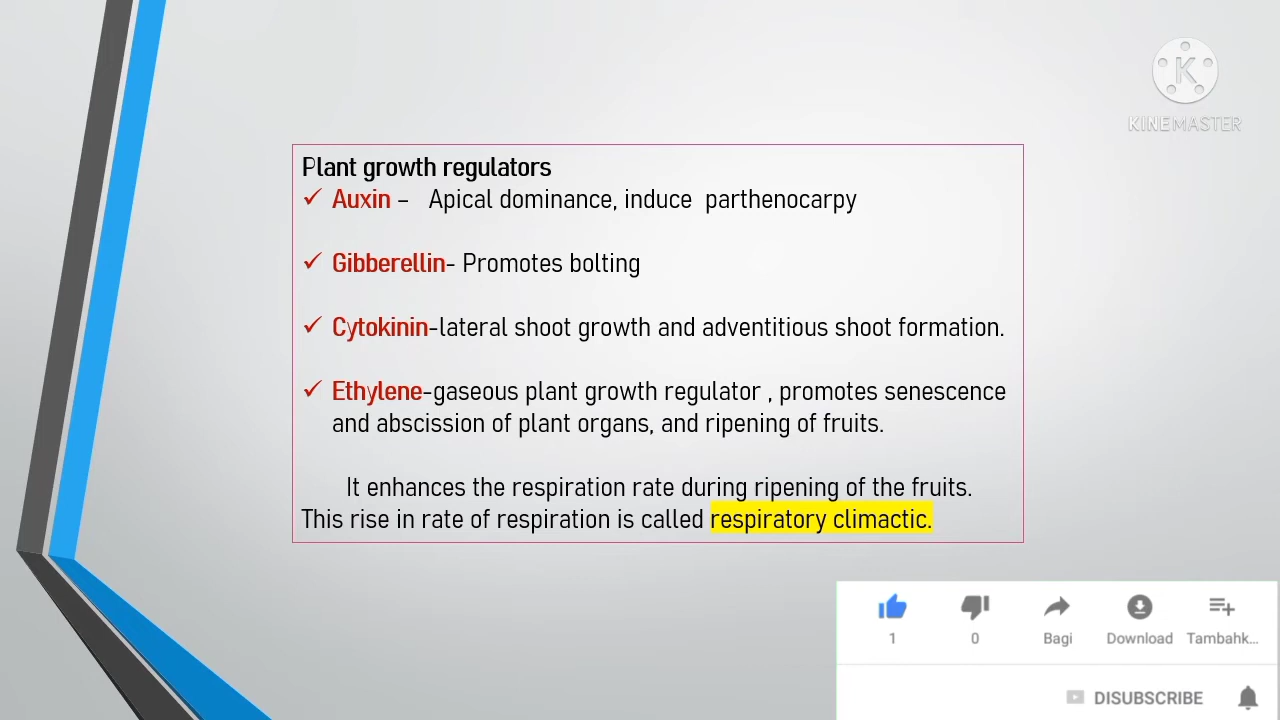 KINEMASTER
Plant growth regulators
✓ Auxin – Apical dominance, induce parthenocarpy
✓ Gibberellin- Promotes bolting
✓ Cytokinin-lateral shoot growth and adventitious shoot formation.
✓ Ethylene-gaseous plant growth regulator , promotes senescence
and abscission of plant organs, and ripening of fruits.
It enhances the respiration rate during ripening of the fruits.
This rise in rate of respiration is called respiratory climactic.
1 0 Bagi Download Tambahk...
DISUBSCRIBE